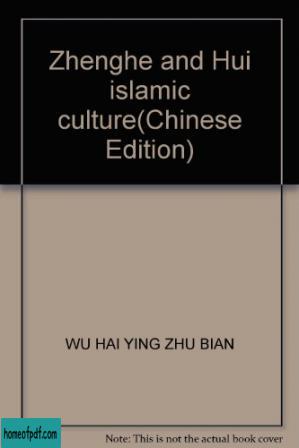 Zhenghe and Hui
islamic
culture(Chinese
Edition)
WU HAI YING ZHU BIAN
homeofpdf.com
Note: This is not the actual book cover